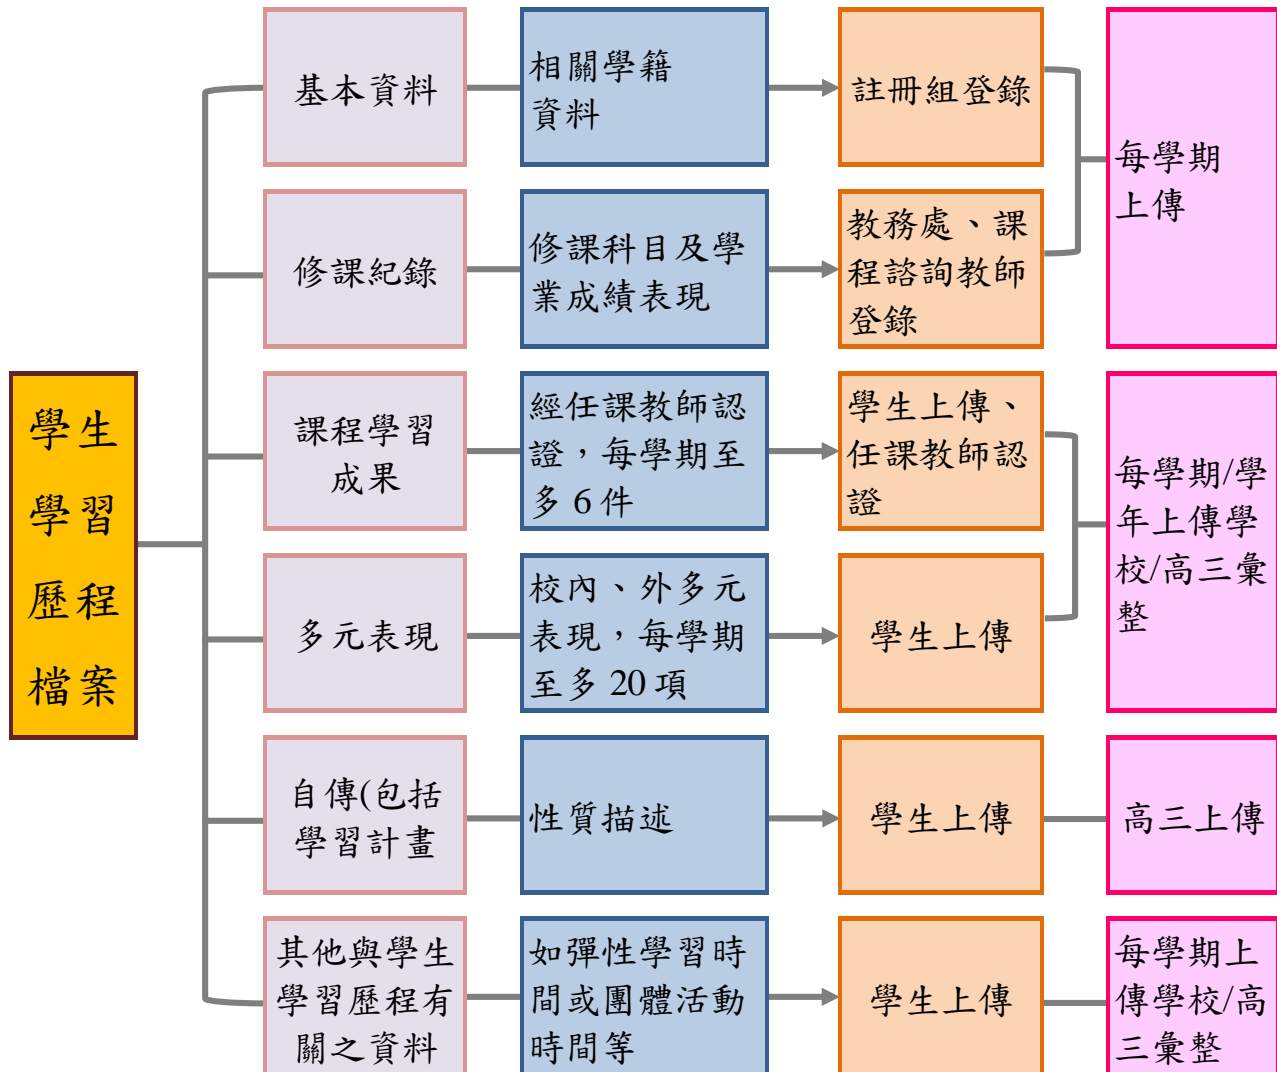 學生
學習
歷程
檔案
基本資料
相關學籍
資料
註冊組登錄
每學期
上傳
修課紀錄
修課科目及學
業成績表現
教務處、課
程諮詢教師
登錄
課程學習
成果
經任課教師認
證，每學期至
多 6 件
學生上傳、
任課教師認
證
每學期/學
年上傳學
校/高三彙
整
多元表現
校內、外多元
表現，每學期
至多 20 項
學生上傳
自傳(包括
學習計畫
性質描述
學生上傳
高三上傳
其他與學生
學習歷程有
關之資料
如彈性學習時
間或團體活動
時間等
學生上傳
每學期上
傳學校/高
三彙整